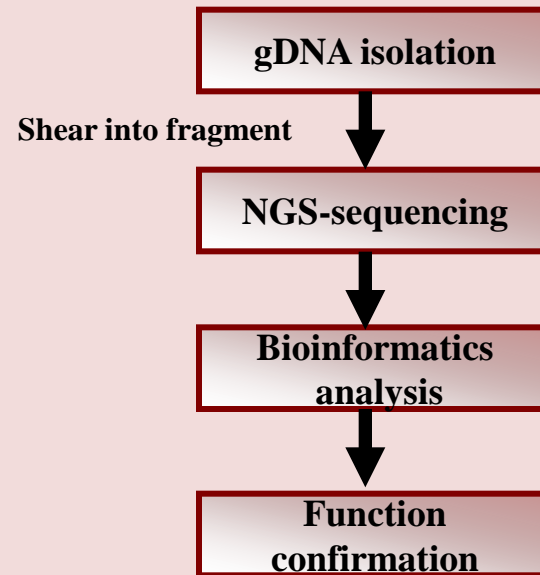 gDNA isolation
Shear into fragment
NGS-sequencing
Bioinformatics
analysis
Function
confirmation